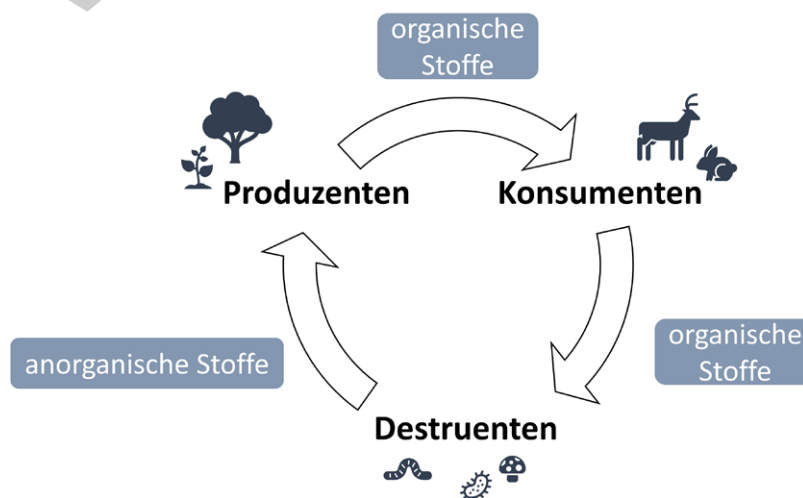 organische
Stoffe
Produzenten
Konsumenten
anorganische Stoffe
organische
Stoffe
Destruenten